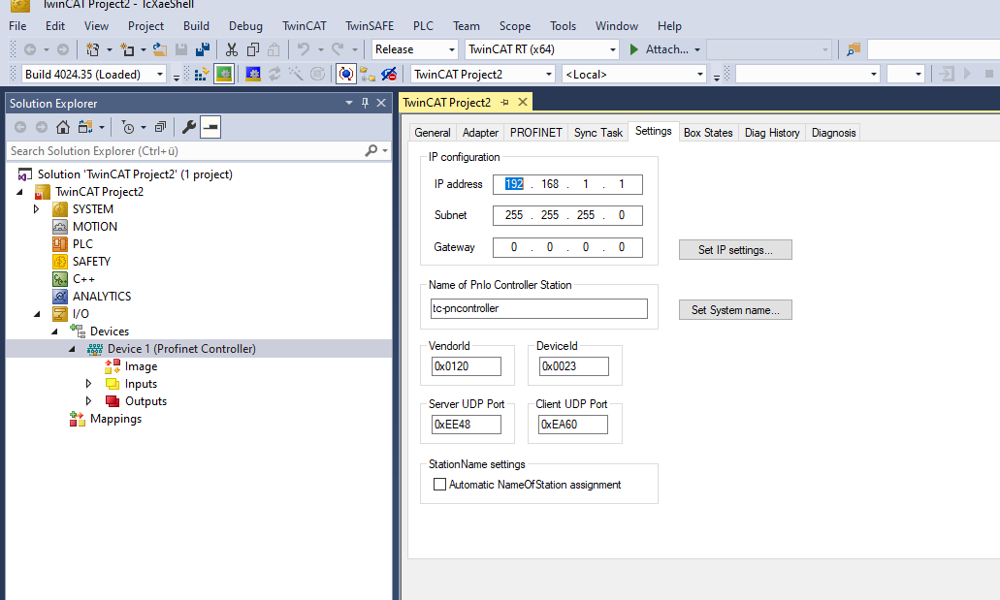 TwinCAT Project2 - TcXaeShell
File Edit View Project Build Debug TwinCAT TwinSAFE PLC Team Scope Tools Window Help
Release TwinCAT RT (x64) Attach...
Build 4024.35 (Loaded) TwinCAT Project2 <Local>
Solution Explorer
Search Solution Explorer (Ctrl+ü)
Solution 'TwinCAT Project2' (1 project)
TwinCAT Project2
SYSTEM
MOTION
PLC
SAFETY
C++
ANALYTICS
I/O
Devices
Device 1 (Profinet Controller)
Image
Inputs
Outputs
Mappings
TwinCAT Project2
General Adapter PROFINET Sync Task Settings Box States Diag History Diagnosis
IP configuration
IP address 192 . 168 . 1 . 1
Subnet 255 . 255 . 255 . 0
Gateway 0 . 0 . 0 . 0
Set IP settings...
Name of PnIo Controller Station
tc-pncontroller
Set System name...
VendorId DeviceId
0x0120 0x0023
Server UDP Port Client UDP Port
0xEE48 0xEA60
StationName settings
Automatic NameOfStation assignment